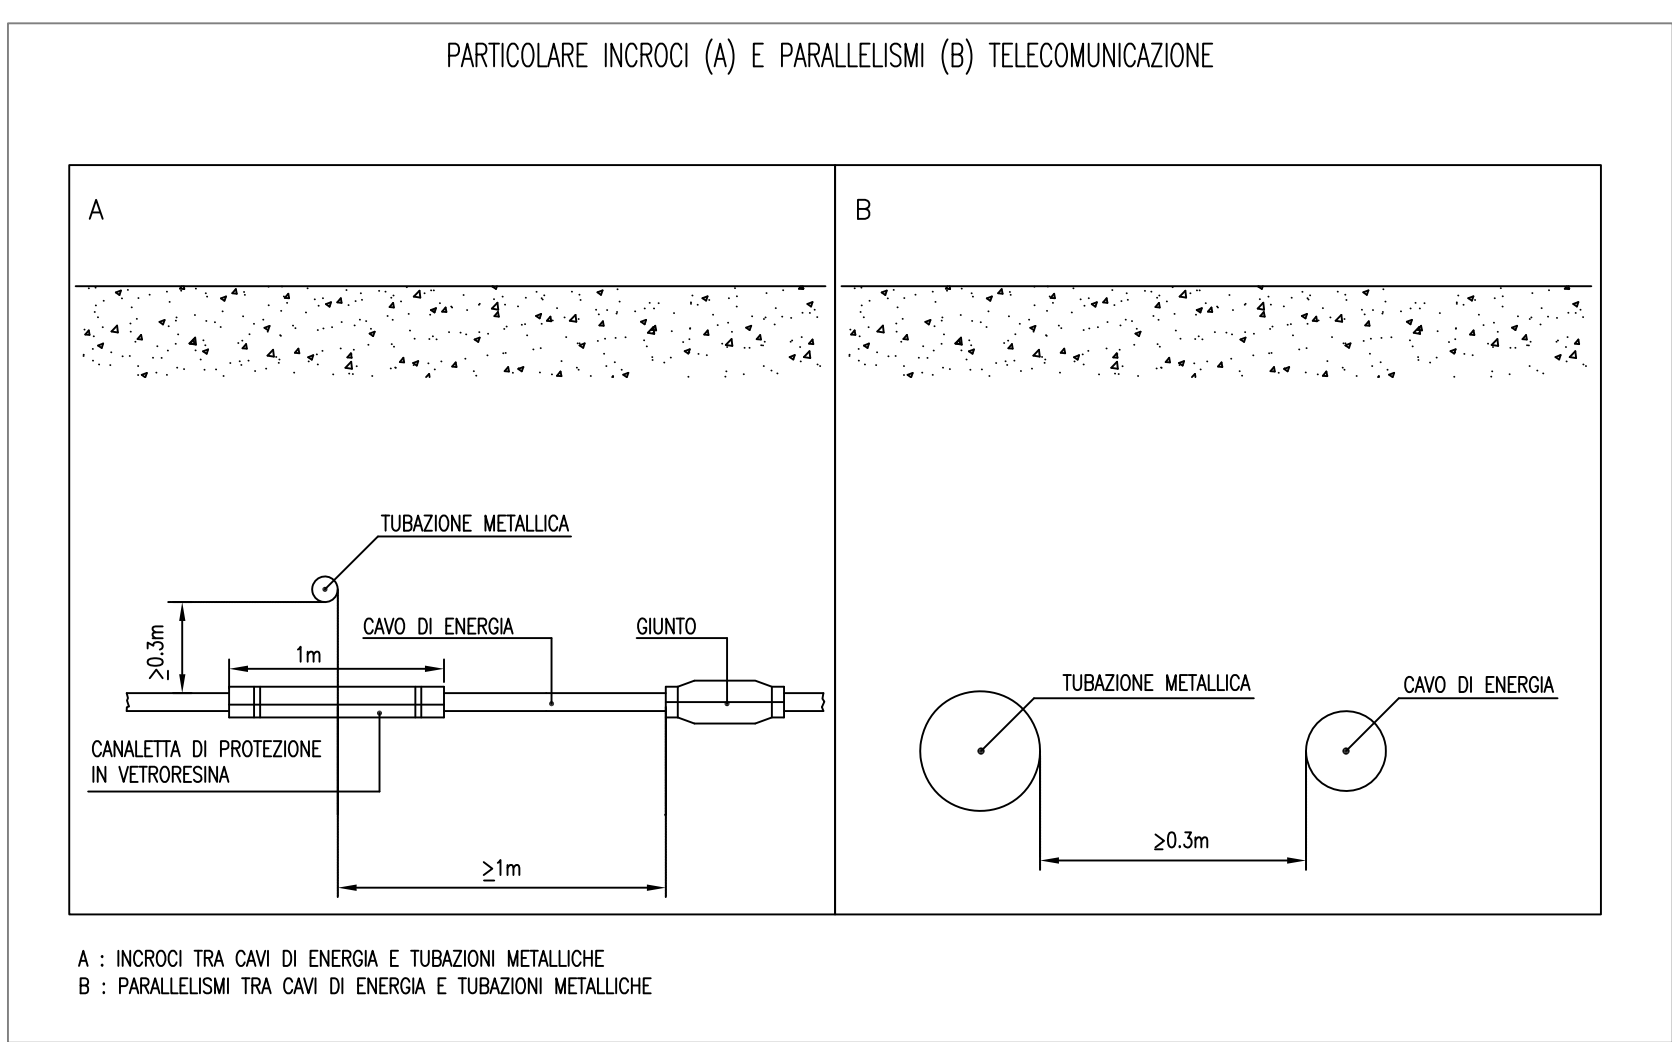 PARTICOLARE INCROCI (A) E PARALLELISMI (B) TELECOMUNICAZIONE
A
B
TUBAZIONE METALLICA
CAVO DI ENERGIA
GIUNTO
≥0.3m
1m
CANALETTA DI PROTEZIONE
IN VETRORESINA
≥1m
TUBAZIONE METALLICA
CAVO DI ENERGIA
≥0.3m
A : INCROCI TRA CAVI DI ENERGIA E TUBAZIONI METALLICHE
B : PARALLELISMI TRA CAVI DI ENERGIA E TUBAZIONI METALLICHE